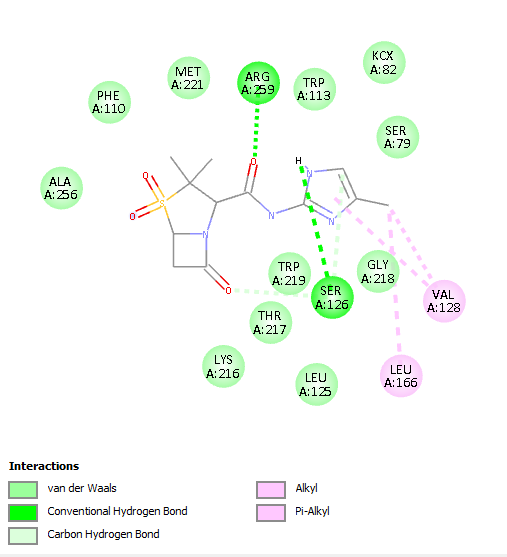 KCX
A:82
MET
A:221
ARG
A:259
TRP
A:113
PHE
A:110
SER
A:79
H
O
N
O
ALA
A:256
S
O
N
N
O
N
TRP
A:219
GLY
A:218
O
SER
A:126
VAL
A:128
THR
A:217
LYS
A:216
LEU
A:166
LEU
A:125
Interactions
van der Waals
Conventional Hydrogen Bond
Carbon Hydrogen Bond
Alkyl
Pi-Alkyl